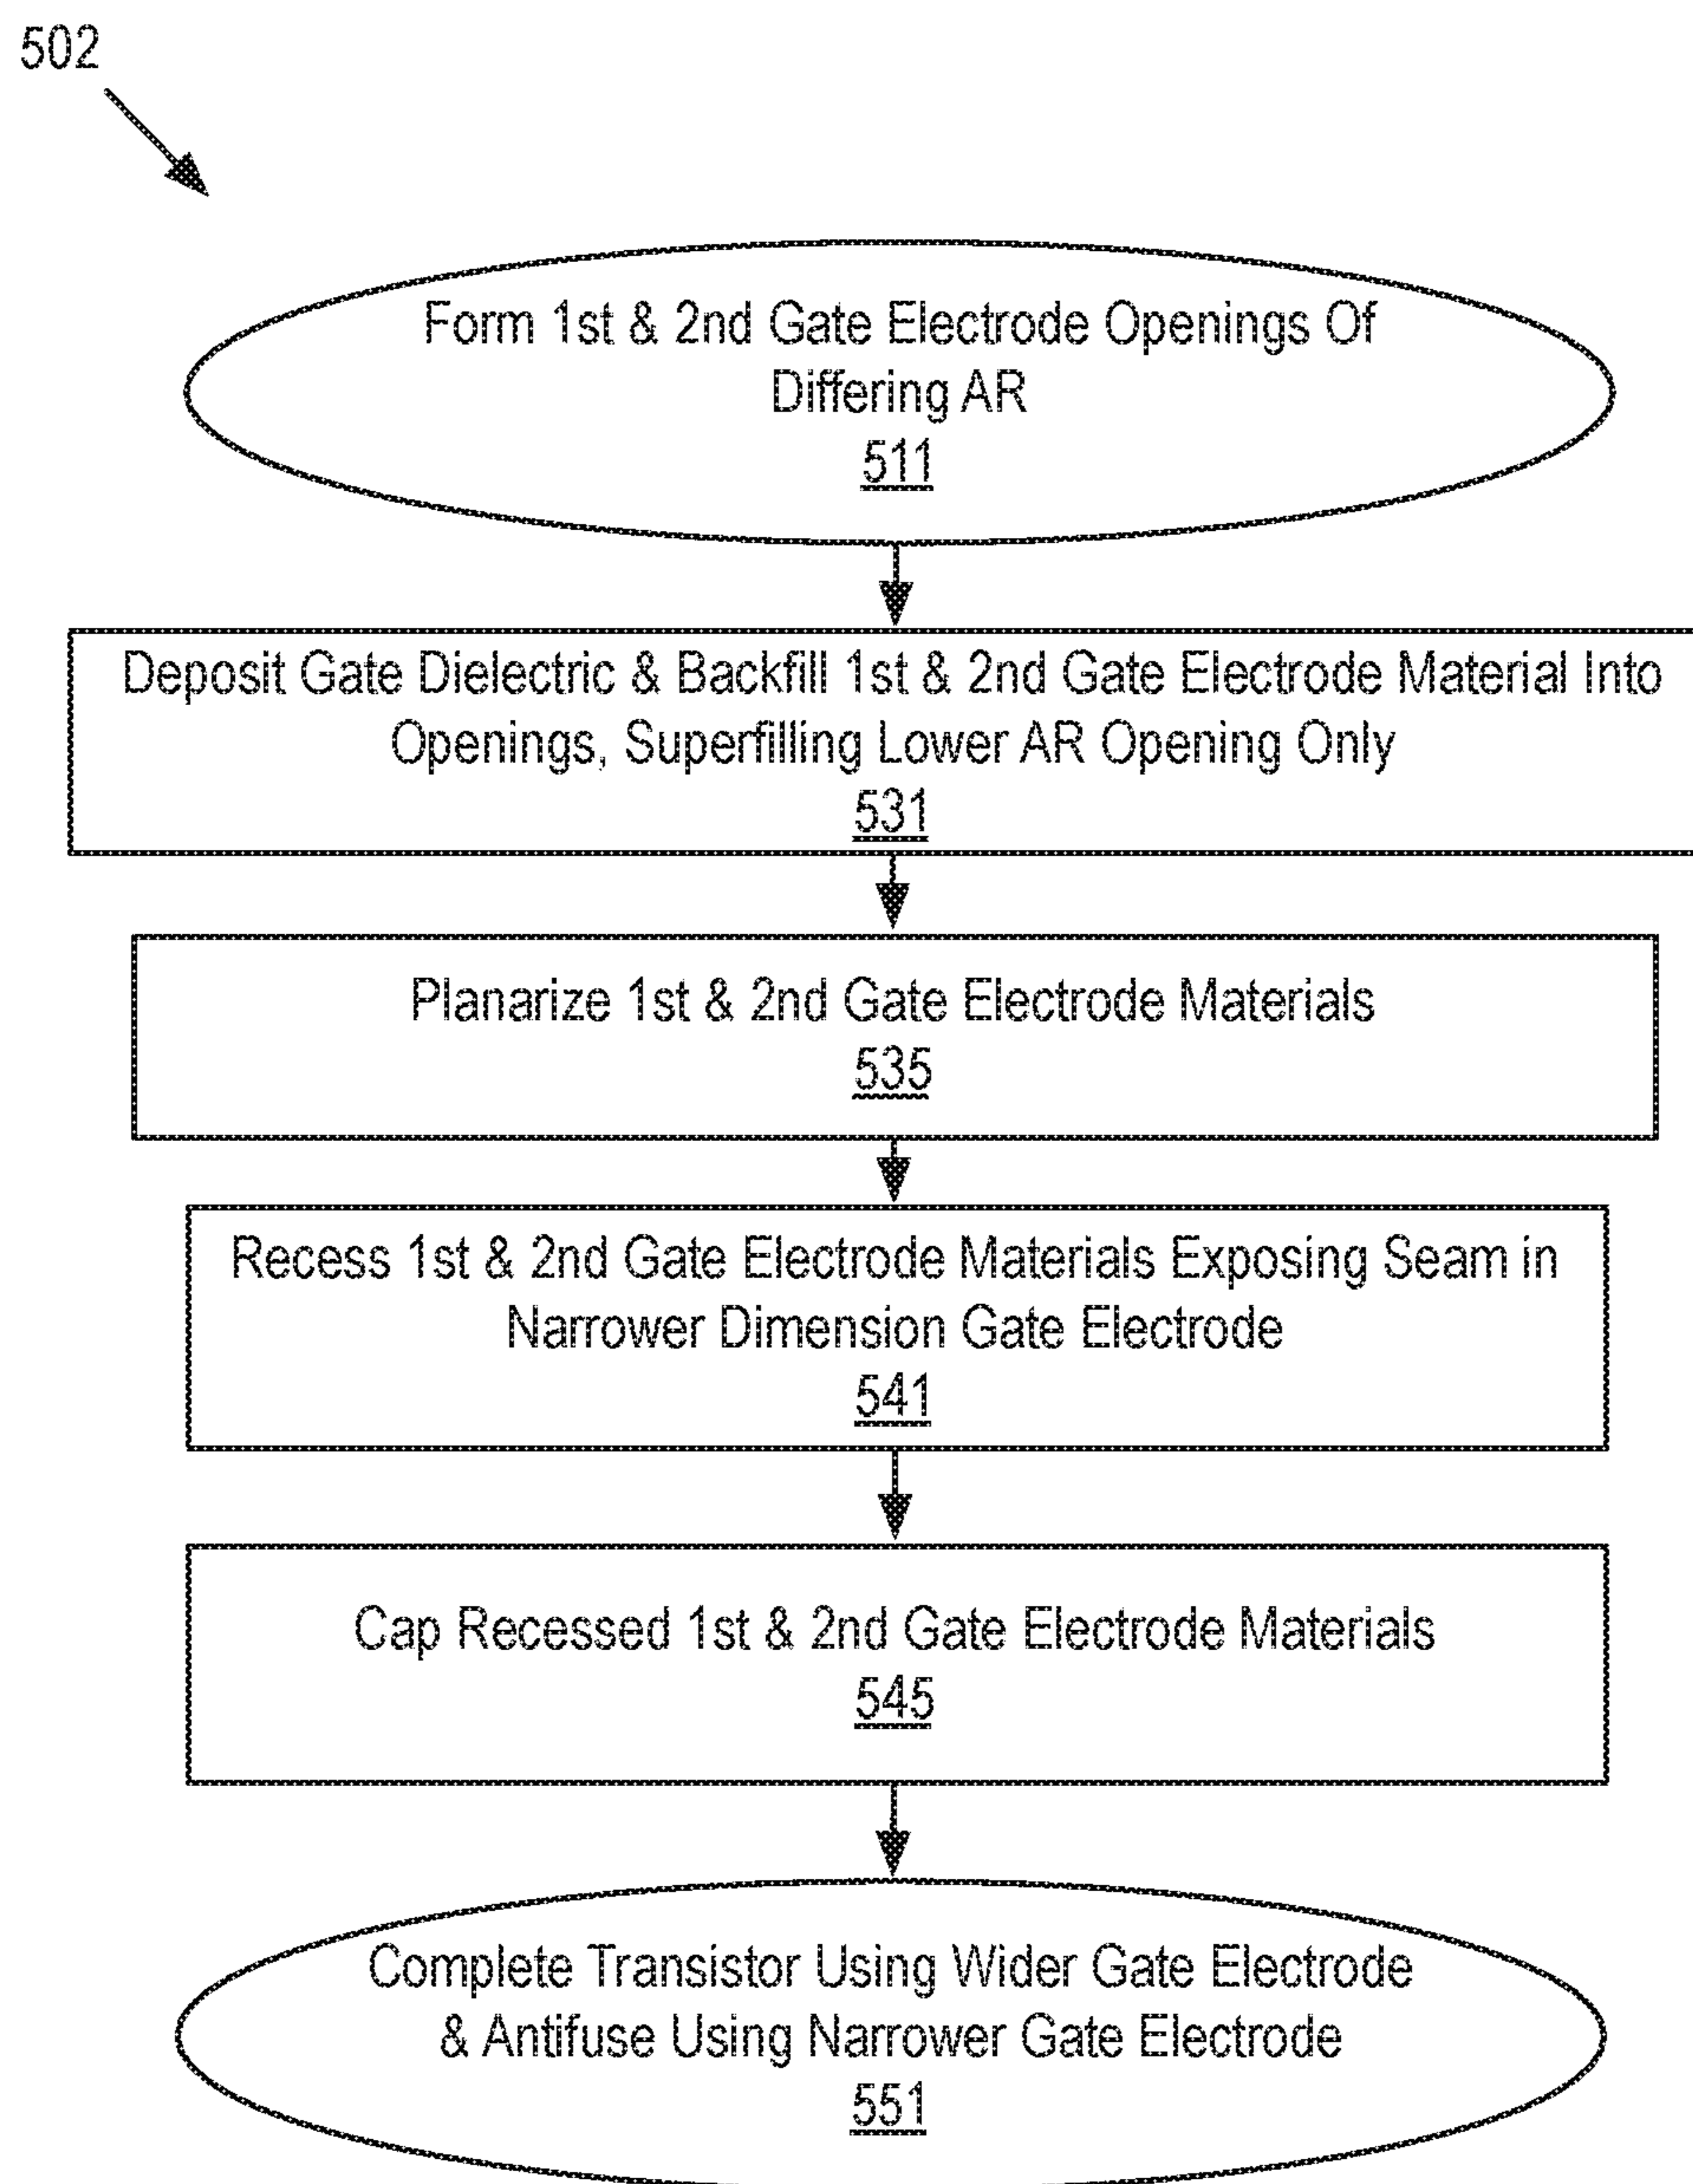 502
Form 1st & 2nd Gate Electrode Openings Of
Differing AR
511
Deposit Gate Dielectric & Backfill 1st & 2nd Gate Electrode Material Into
Openings, Superfilling Lower AR Opening Only
531
Planarize 1st & 2nd Gate Electrode Materials
535
Recess 1st & 2nd Gate Electrode Materials Exposing Seam in
Narrower Dimension Gate Electrode
541
Cap Recessed 1st & 2nd Gate Electrode Materials
545
Complete Transistor Using Wider Gate Electrode
& Antifuse Using Narrower Gate Electrode
551